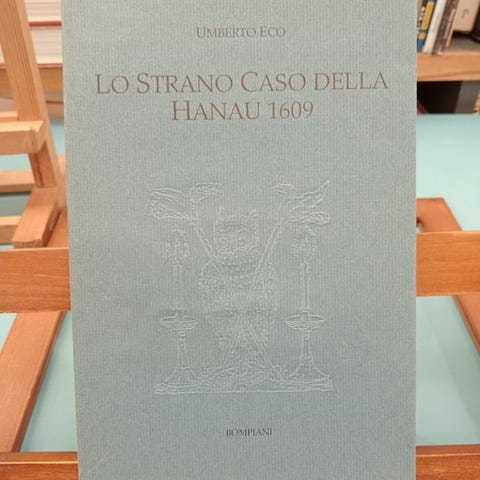 UMBERTO ECO
LO STRANO CASO DELLA
HANAU 1609
BOMPIANI